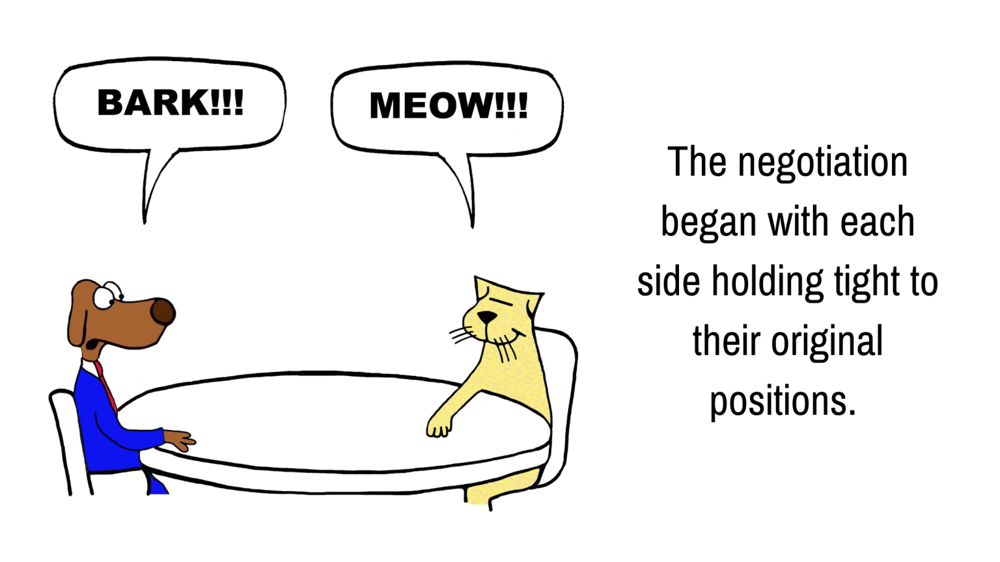 BARK!!!
MEOW!!!
The negotiation
began with each
side holding tight to
their original
positions.